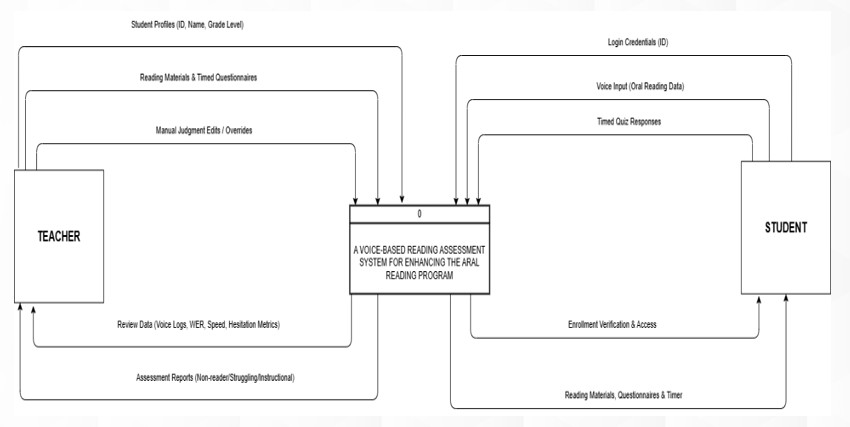 Student Profiles (ID, Name, Grade Level)
Login Credentials (ID)
Reading Materials & Timed Questionnaires
Voice Input (Oral Reading Data)
Manual Judgment Edits / Overrides
Timed Quiz Responses
TEACHER
0
A VOICE-BASED READING ASSESSMENT
SYSTEM FOR ENHANCING THE ARAL
READING PROGRAM
STUDENT
Review Data (Voice Logs, WER, Speed, Hesitation Metrics)
Enrollment Verification & Access
Assessment Reports (Non-reader/Struggling/Instructional)
Reading Materials, Questionnaires & Timer